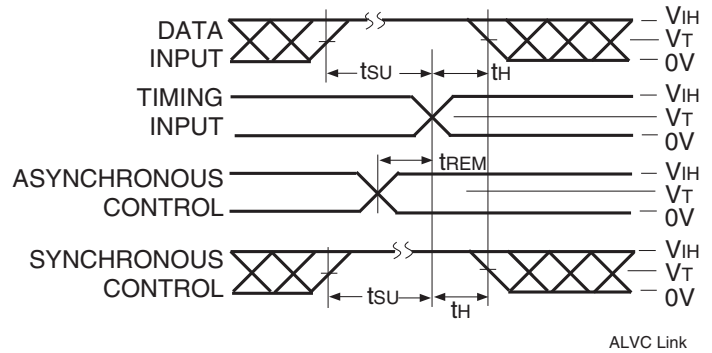 DATA INPUT
tSU
tH
VIH
VT
0V
TIMING INPUT
VIH
VT
0V
tREM
ASYNCHRONOUS CONTROL
VIH
VT
0V
SYNCHRONOUS CONTROL
tSU
tH
VIH
VT
0V
ALVC Link